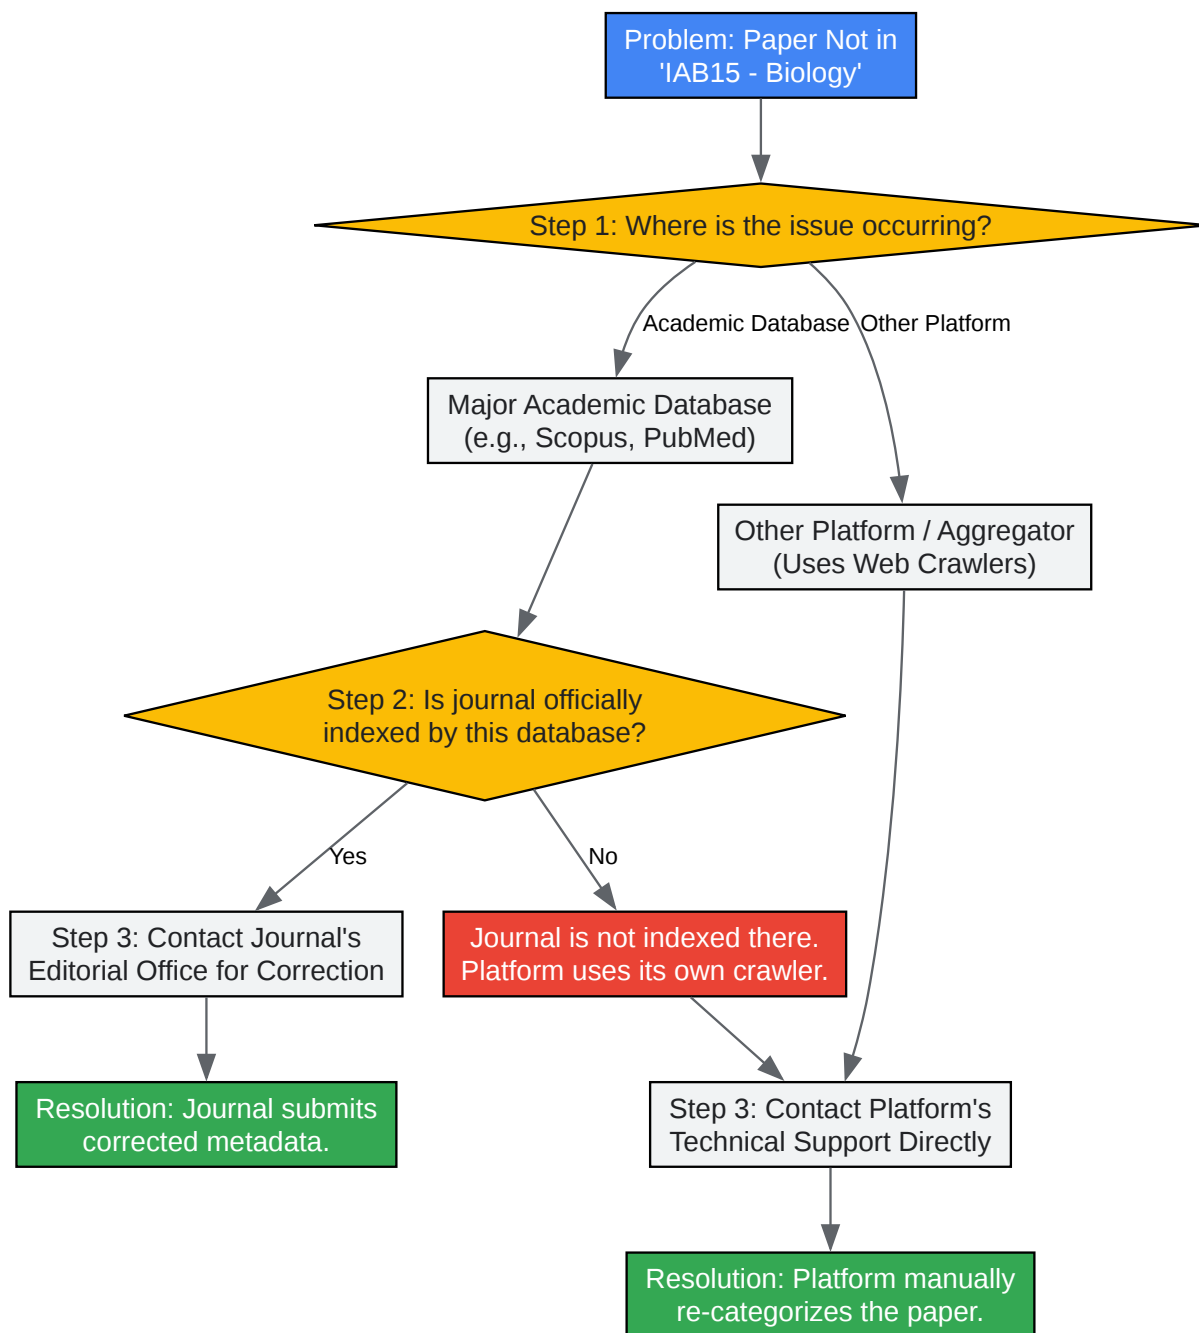 Problem: Paper Not in
'IAB15 - Biology'
Step 1: Where is the issue occurring?
Academic Database
Other Platform
Major Academic Database
(e.g., Scopus, PubMed)
Other Platform / Aggregator
(Uses Web Crawlers)
Step 2: Is journal officially
indexed by this database?
Yes
No
Step 3: Contact Journal's
Editorial Office for Correction
Journal is not indexed there.
Platform uses its own crawler.
Resolution: Journal submits
corrected metadata.
Step 3: Contact Platform's
Technical Support Directly
Resolution: Platform manually
re-categorizes the paper.